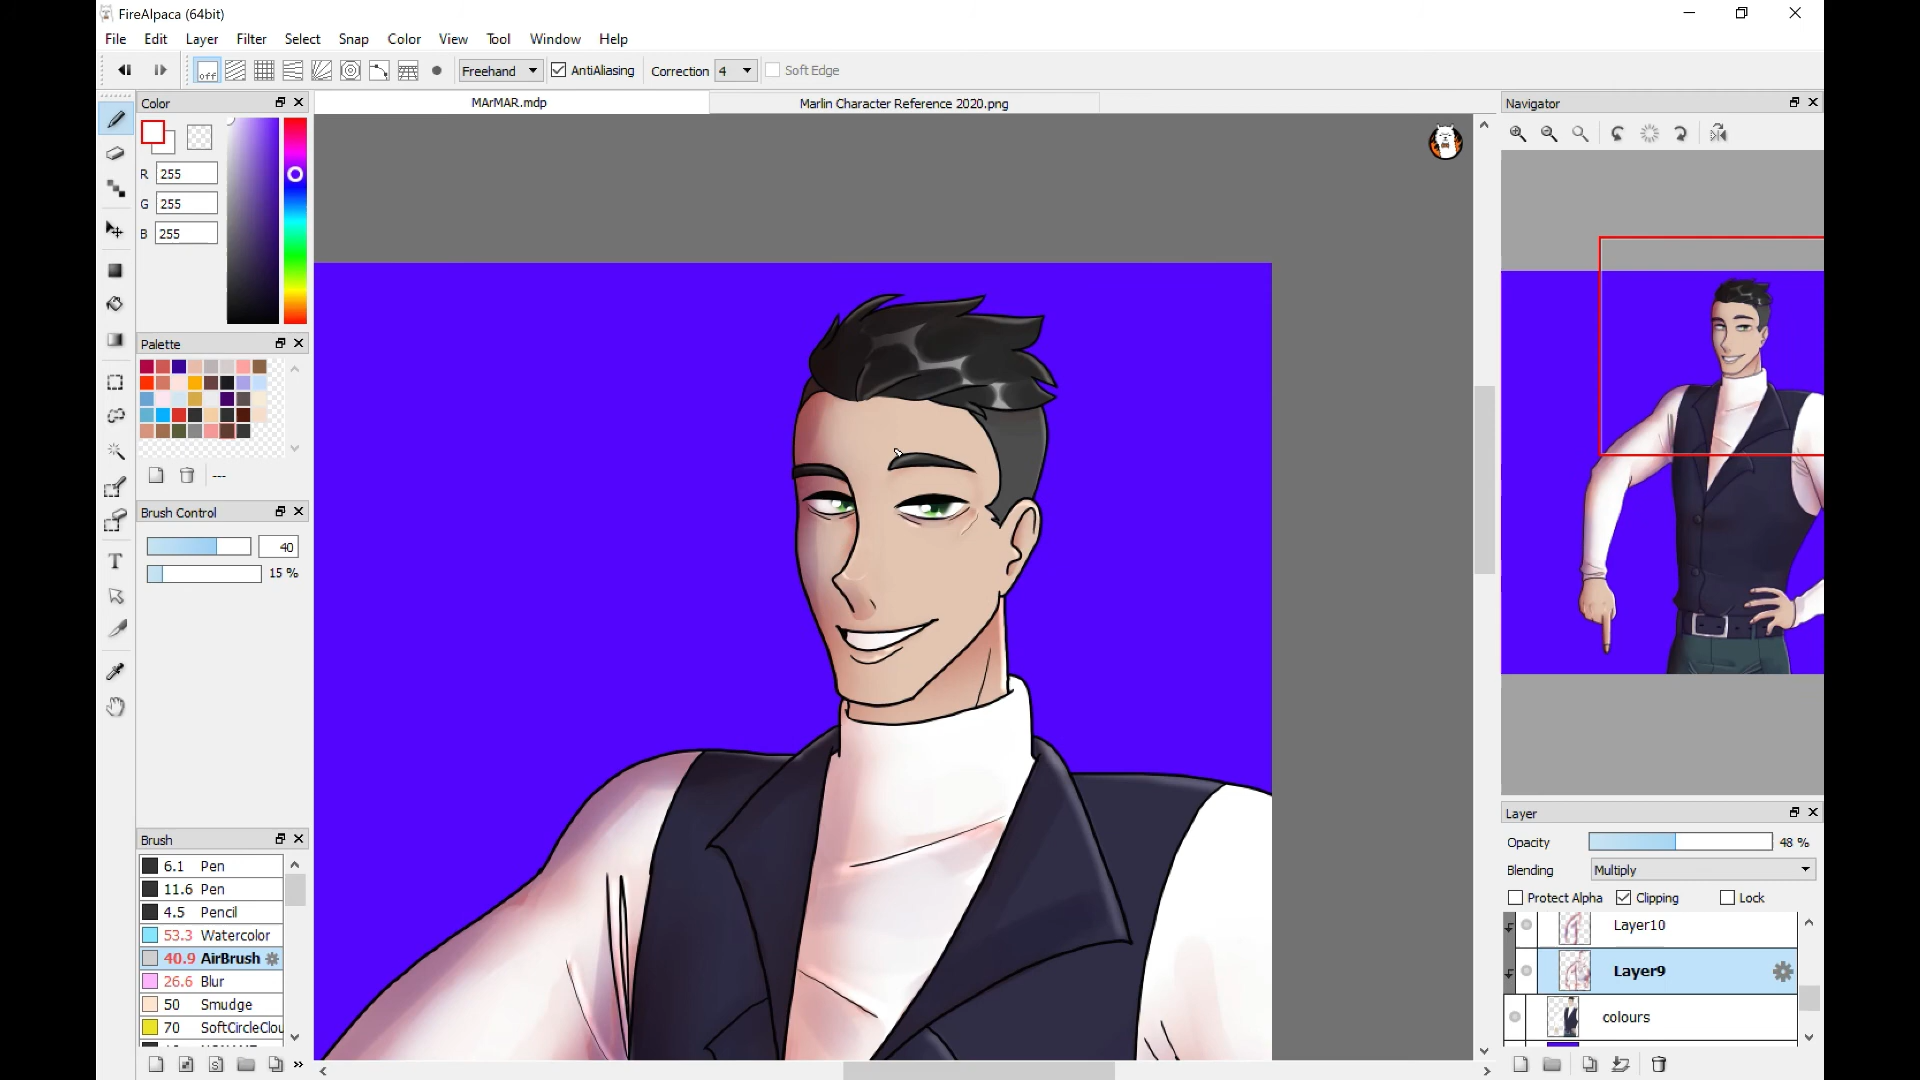 FireAlpaca (64bit)
File Edit Layer Filter Select Snap Color View Tool Window Help
off Freehand AntiAliasing Correction 4 Soft Edge
Color
MArMAR.mdp
Marlin Character Reference 2020.png
Navigator
R 255
G 255
B 255
Palette
---
Brush Control
40
15 %
Brush
6.1 Pen
11.6 Pen
4.5 Pencil
53.3 Watercolor
40.9 AirBrush
26.6 Blur
50 Smudge
70 SoftCircleClou
T
S
Layer
Opacity 48 %
Blending Multiply
Protect Alpha Clipping Lock
Layer10
Layer9
colours